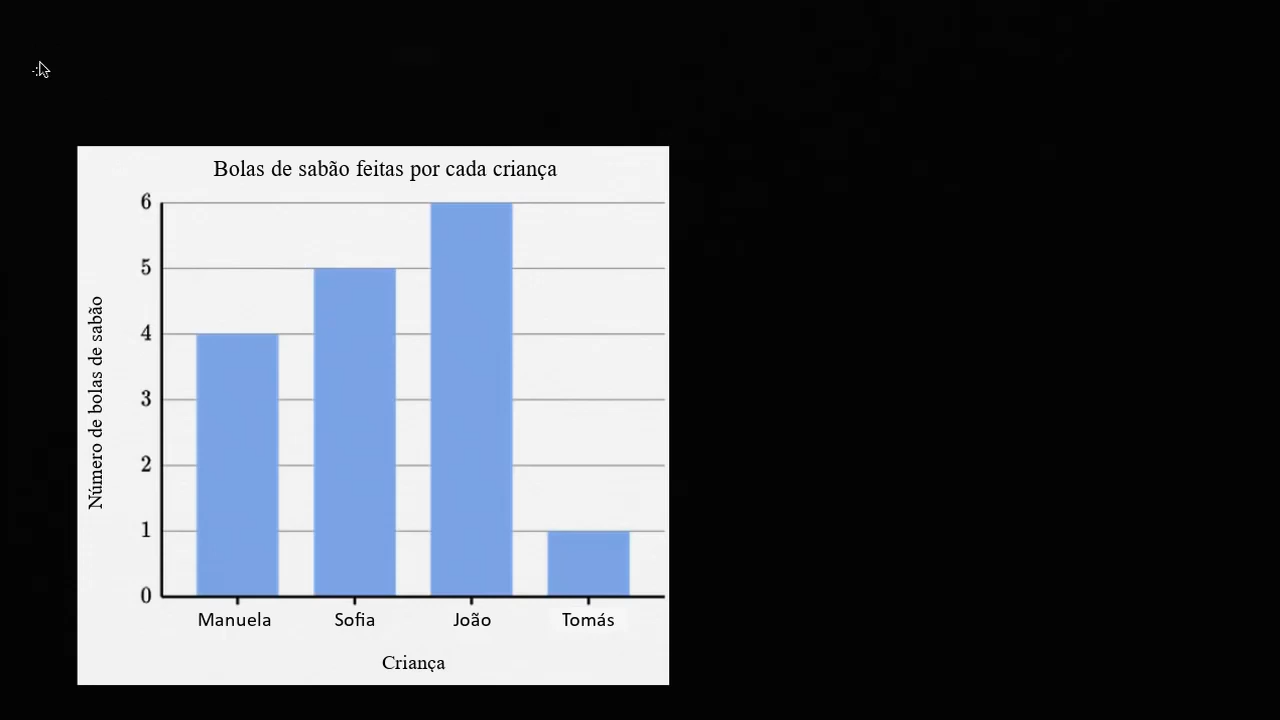 Bolas de sabão feitas por cada criança
6
5
4
3
2
1
0
Número de bolas de sabão
Manuela Sofia João Tomás
Criança